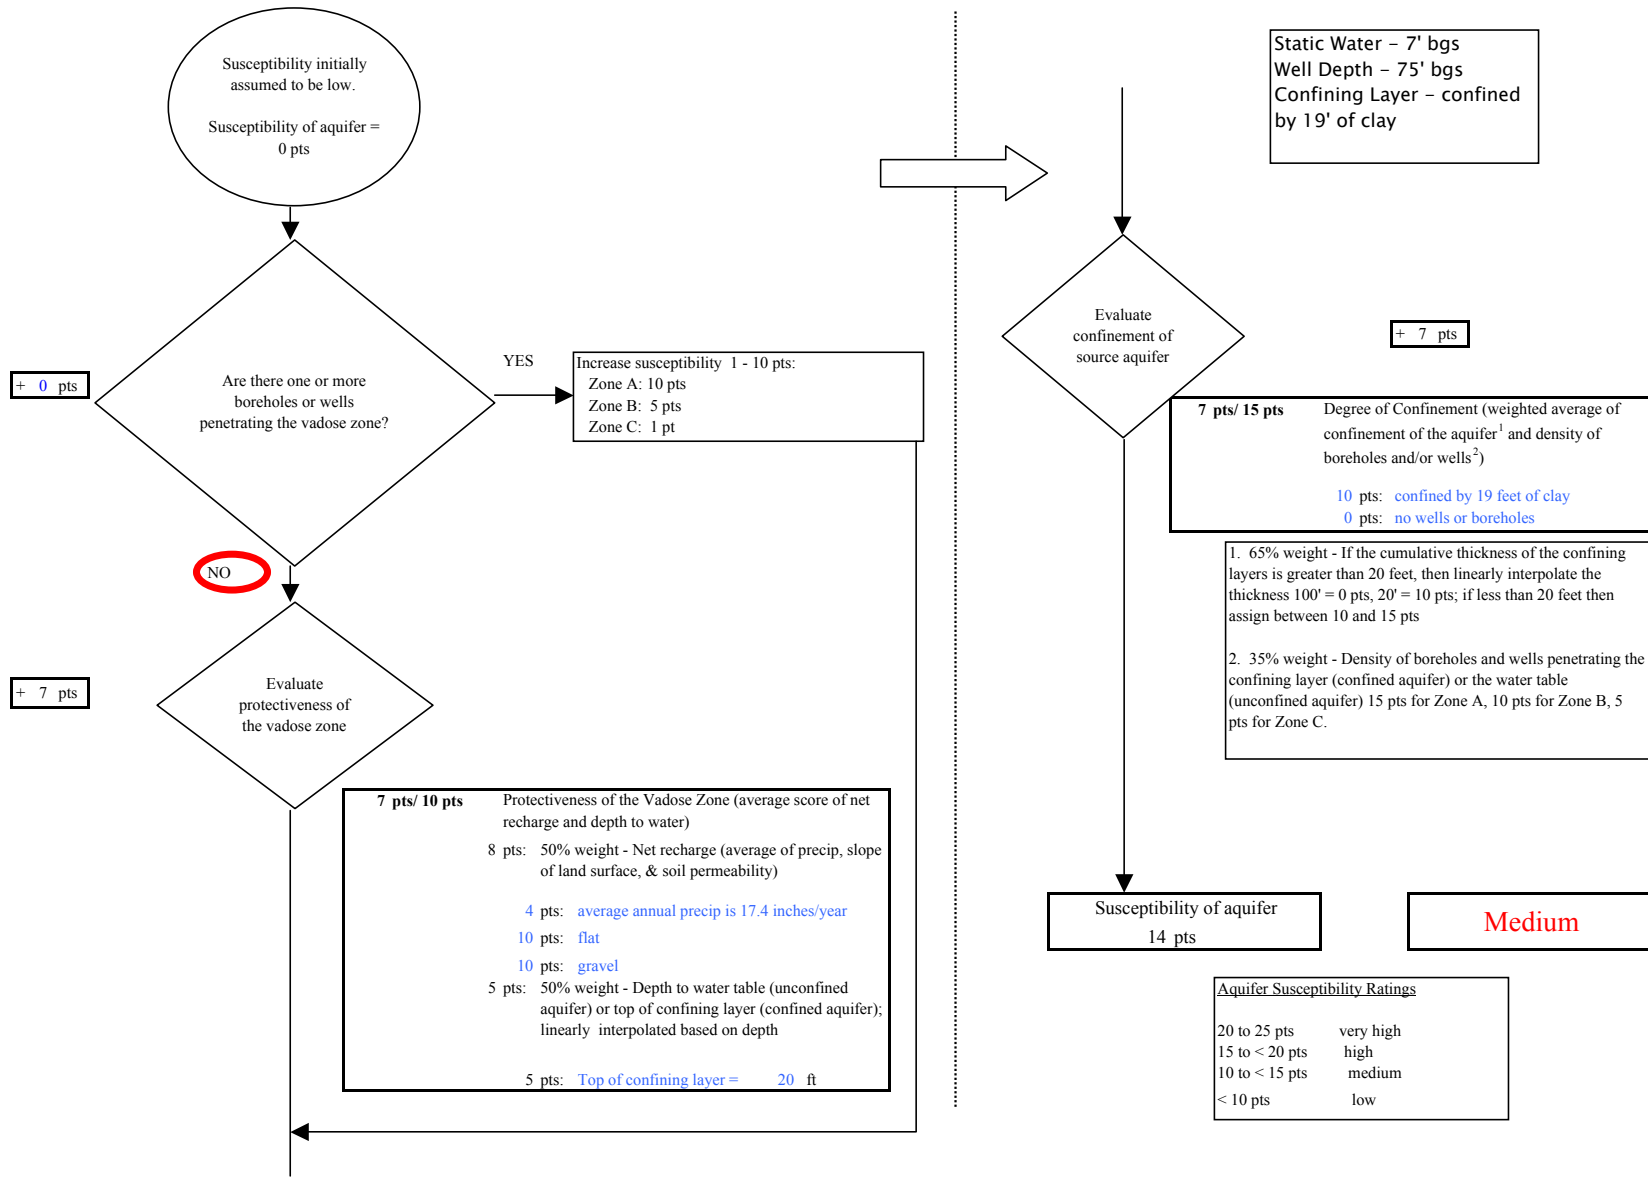 Susceptibility initially
assumed to be low.
Susceptibility of aquifer =
0 pts
+ 0 pts
Are there one or more
boreholes or wells
penetrating the vadose zone?
YES
Increase susceptibility 1 - 10 pts:
Zone A: 10 pts
Zone B: 5 pts
Zone C: 1 pt
NO
+ 7 pts
Evaluate
protectiveness of
the vadose zone
7 pts/ 10 pts
Protectiveness of the Vadose Zone (average score of net
recharge and depth to water)
8 pts: 50% weight - Net recharge (average of precip, slope
of land surface, & soil permeability)
4 pts: average annual precip is 17.4 inches/year
10 pts: flat
10 pts: gravel
5 pts: 50% weight - Depth to water table (unconfined
aquifer) or top of confining layer (confined aquifer);
linearly interpolated based on depth
5 pts: Top of confining layer = 20 ft
Static Water – 7' bgs
Well Depth – 75' bgs
Confining Layer – confined
by 19' of clay
Evaluate
confinement of
source aquifer
+ 7 pts
7 pts/ 15 pts
Degree of Confinement (weighted average of
confinement of the aquifer1 and density of
boreholes and/or wells2)
10 pts: confined by 19 feet of clay
0 pts: no wells or boreholes
1. 65% weight - If the cumulative thickness of the confining
layers is greater than 20 feet, then linearly interpolate the
thickness 100' = 0 pts, 20' = 10 pts; if less than 20 feet then
assign between 10 and 15 pts
2. 35% weight - Density of boreholes and wells penetrating the
confining layer (confined aquifer) or the water table
(unconfined aquifer) 15 pts for Zone A, 10 pts for Zone B, 5
pts for Zone C.
Susceptibility of aquifer
14 pts
Medium
Aquifer Susceptibility Ratings
20 to 25 pts very high
15 to < 20 pts high
10 to < 15 pts medium
< 10 pts low